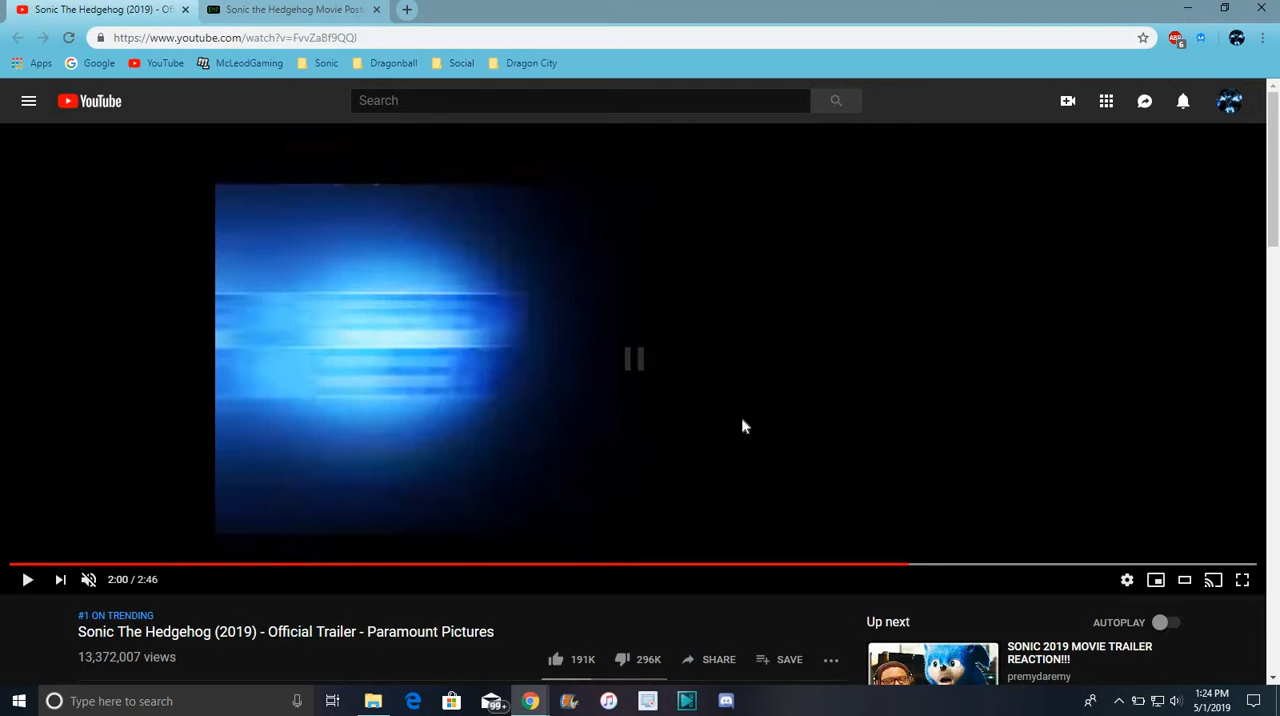 Sonic The Hedgehog (2019) - Offi
Sonic the Hedgehog Movie Poste
https://www.youtube.com/watch?v=FvvZaBf9QQI
Apps Google YouTube McLeodGaming Sonic Dragonball Social Dragon City
YouTube
Search
2:00 / 2:46
#1 ON TRENDING
Sonic The Hedgehog (2019) - Official Trailer - Paramount Pictures
13,372,007 views
191K 296K SHARE SAVE
Up next
AUTOPLAY
SONIC 2019 MOVIE TRAILER
REACTION!!!
premydaremy
Type here to search
99+
1:24 PM
5/1/2019